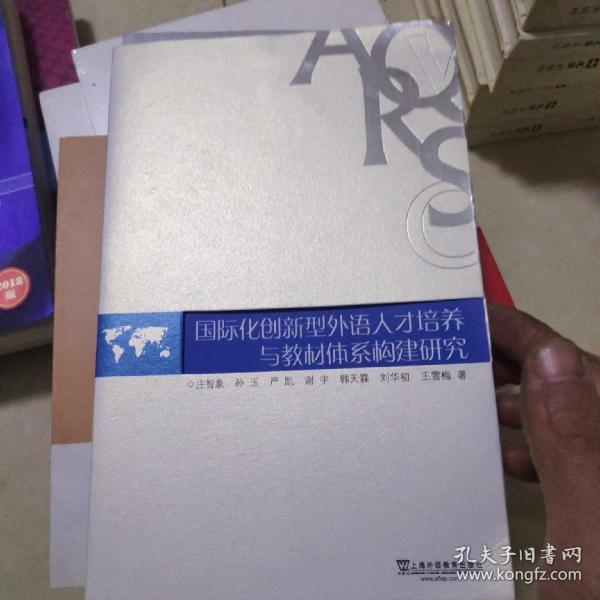 国际化创新型外语人才培养
与教材体系构建研究
庄智象 孙玉 严凯 谢宇 韩天霖 刘华初 王雪梅 著
上海外语教育出版社
www.sflep.com
2018
版
孔夫子旧书网
kongfz.com